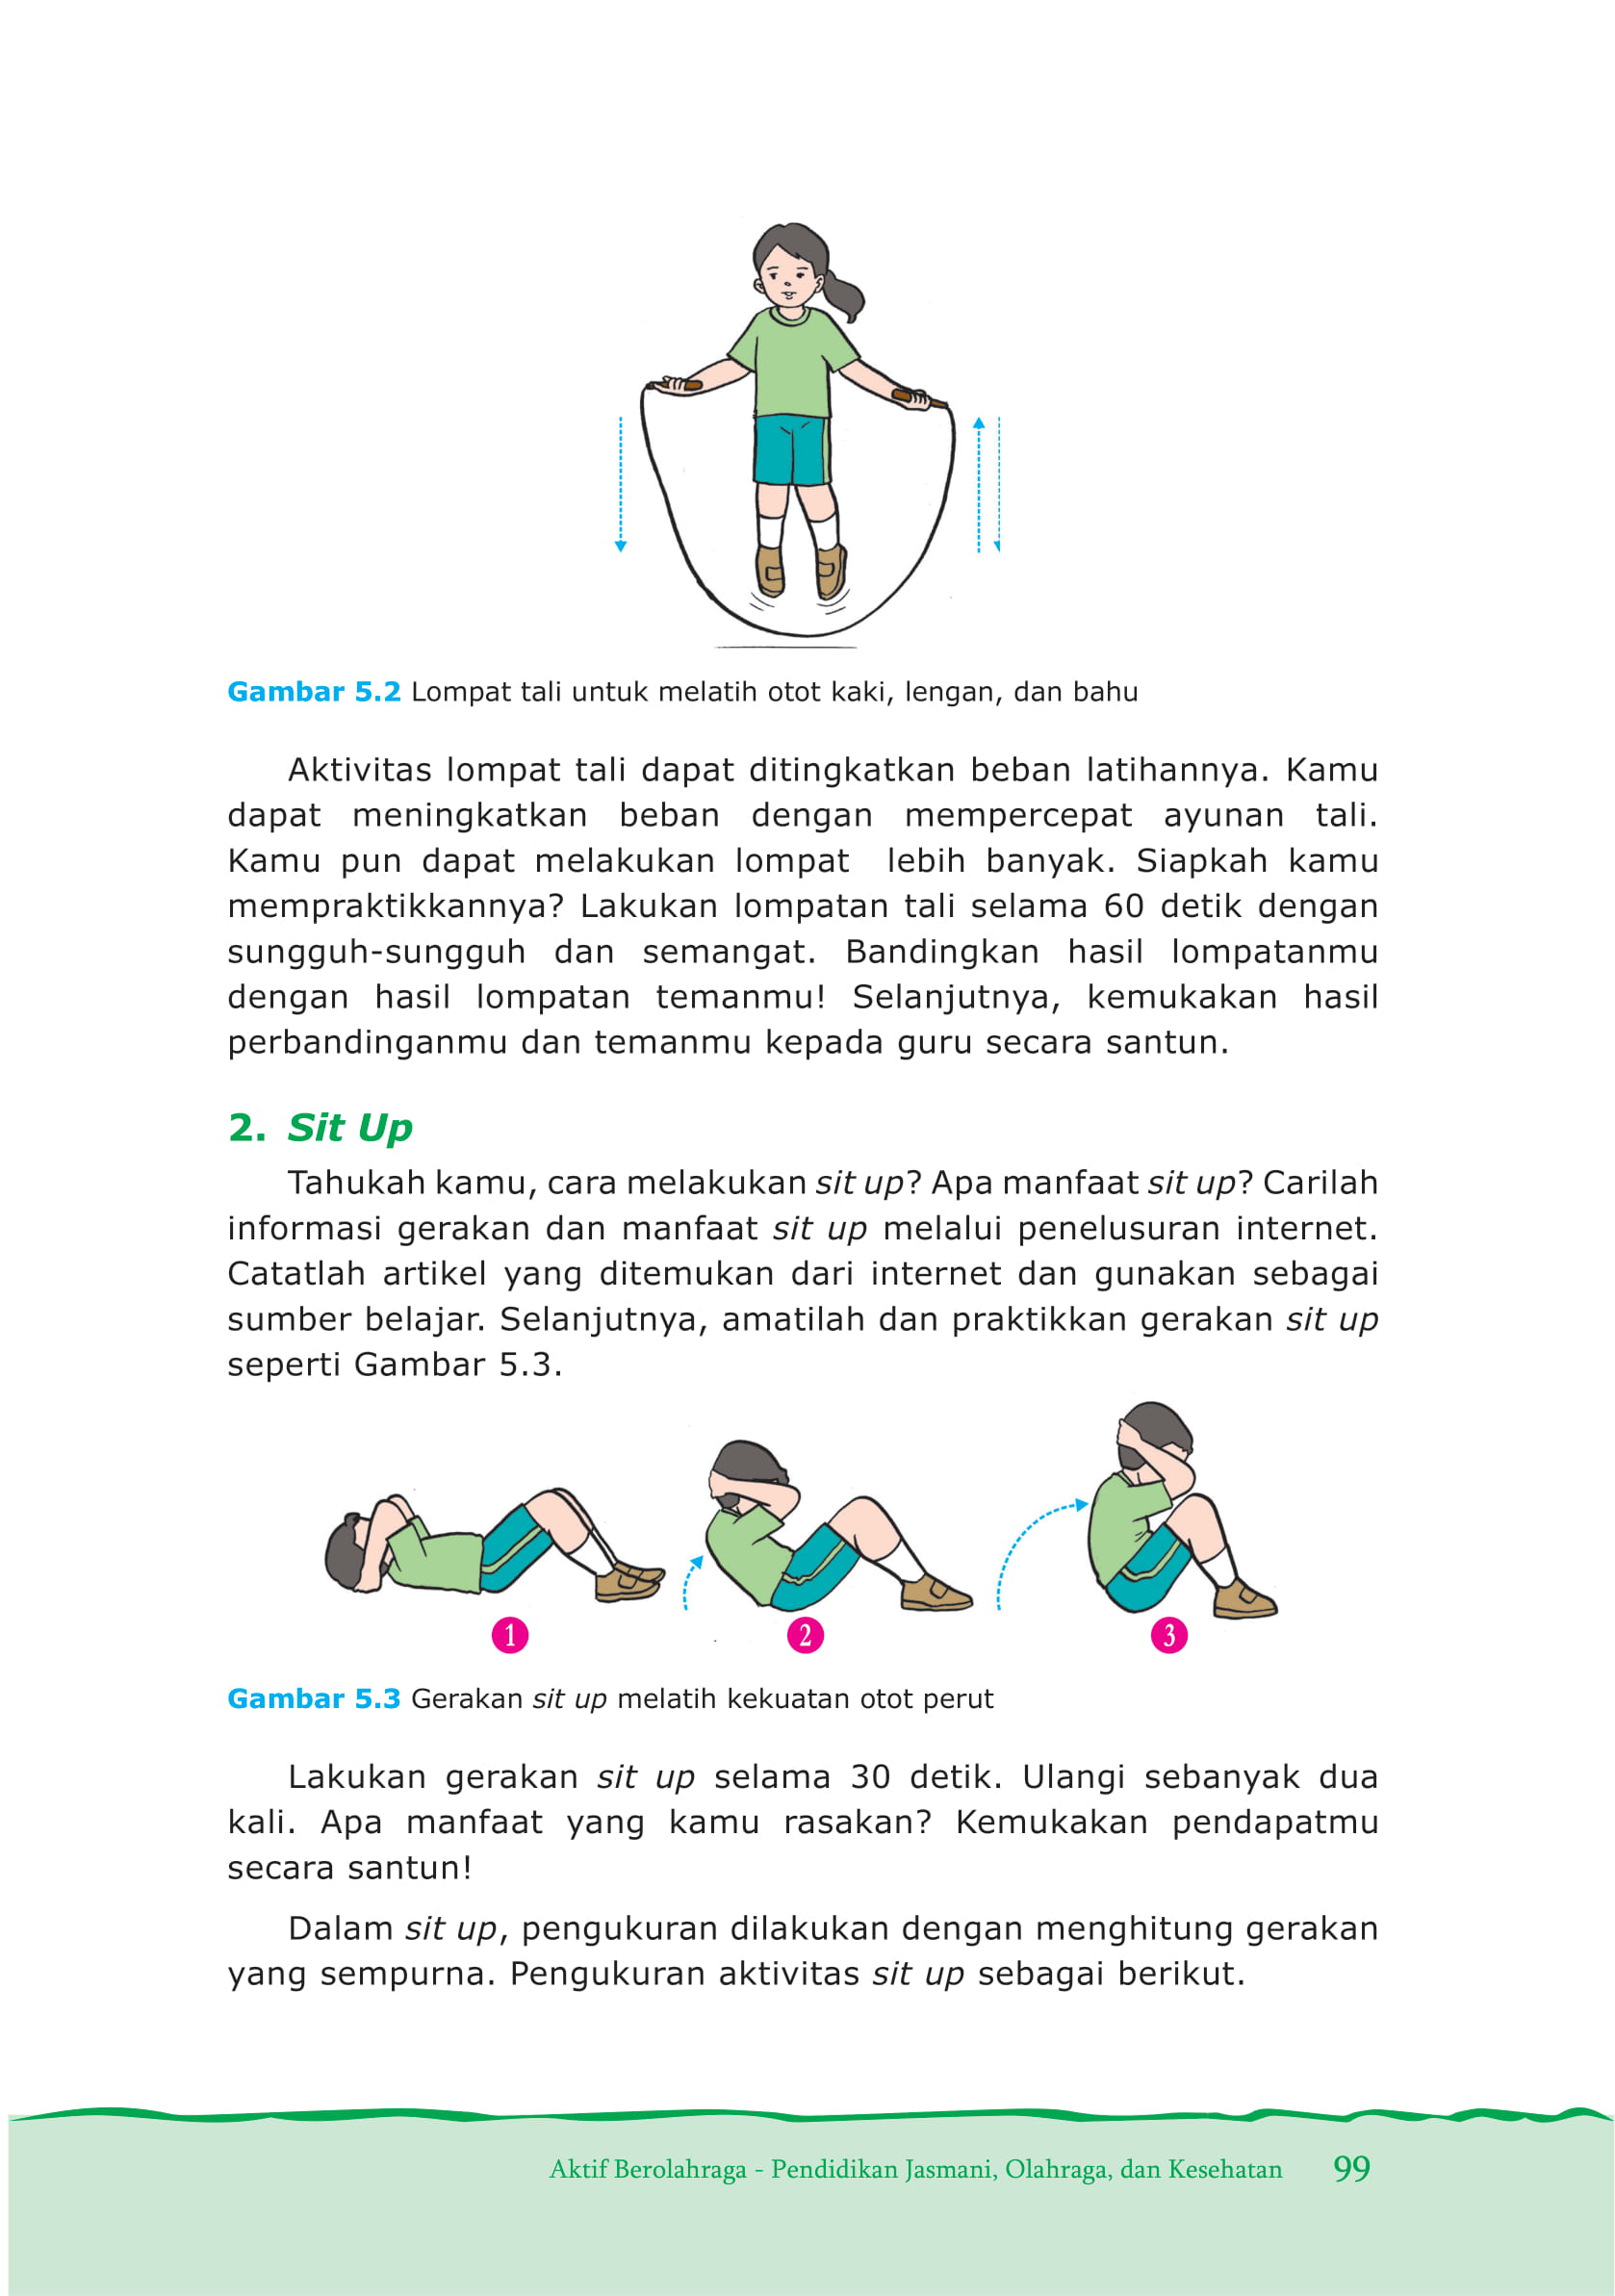 Gambar 5.2 Lompat tali untuk melatih otot kaki, lengan, dan bahu
Aktivitas lompat tali dapat ditingkatkan beban latihannya. Kamu
dapat meningkatkan beban dengan mempercepat ayunan tali.
Kamu pun dapat melakukan lompat lebih banyak. Siapkah kamu
mempraktikkannya? Lakukan lompatan tali selama 60 detik dengan
sungguh-sungguh dan semangat. Bandingkan hasil lompatanmu
dengan hasil lompatan temanmu! Selanjutnya, kemukakan hasil
perbandinganmu dan temanmu kepada guru secara santun.
2. Sit Up
Tahukah kamu, cara melakukan sit up? Apa manfaat sit up? Carilah
informasi gerakan dan manfaat sit up melalui penelusuran internet.
Catatlah artikel yang ditemukan dari internet dan gunakan sebagai
sumber belajar. Selanjutnya, amatilah dan praktikkan gerakan sit up
seperti Gambar 5.3.
1 2 3
Gambar 5.3 Gerakan sit up melatih kekuatan otot perut
Lakukan gerakan sit up selama 30 detik. Ulangi sebanyak dua
kali. Apa manfaat yang kamu rasakan? Kemukakan pendapatmu
secara santun!
Dalam sit up, pengukuran dilakukan dengan menghitung gerakan
yang sempurna. Pengukuran aktivitas sit up sebagai berikut.
Aktif Berolahraga - Pendidikan Jasmani, Olahraga, dan Kesehatan 99